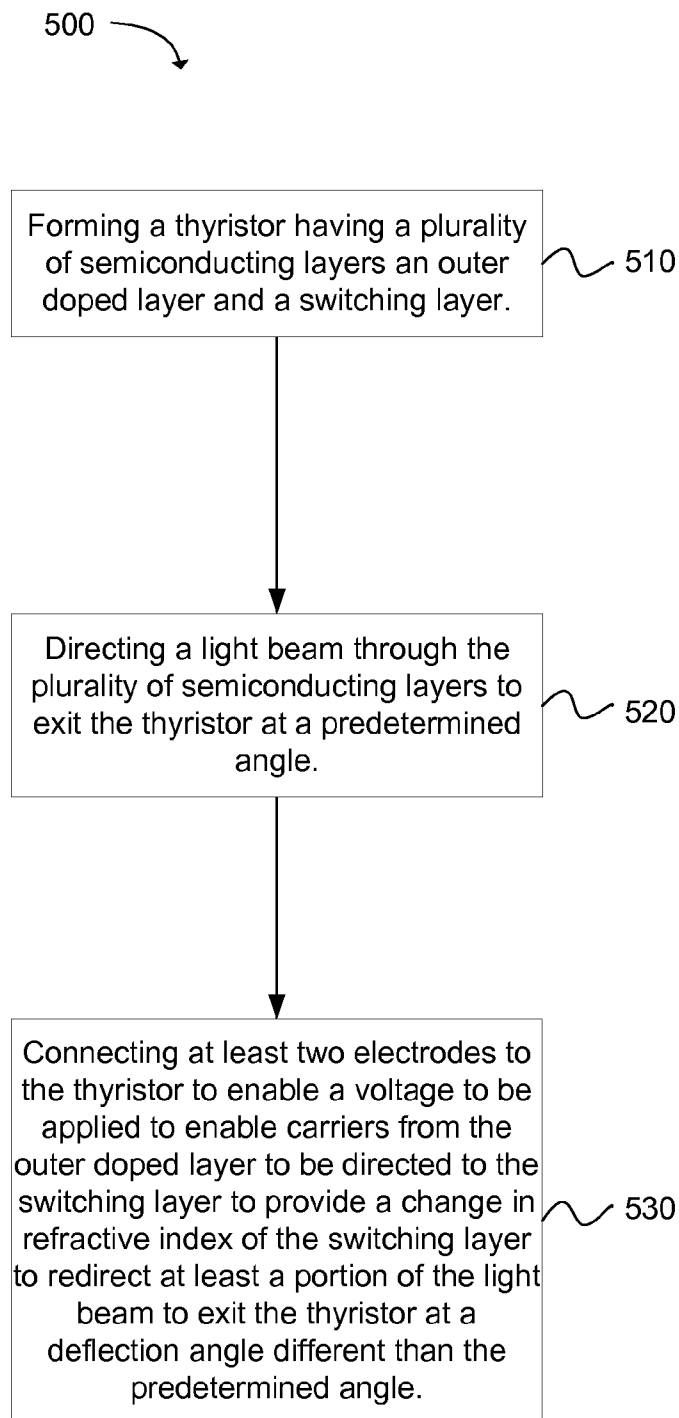 500
Forming a thyristor having a plurality
of semiconducting layers an outer
doped layer and a switching layer.
510
Directing a light beam through the
plurality of semiconducting layers to
exit the thyristor at a predetermined
angle.
520
Connecting at least two electrodes to
the thyristor to enable a voltage to be
applied to enable carriers from the
outer doped layer to be directed to the
switching layer to provide a change in
refractive index of the switching layer
to redirect at least a portion of the light
beam to exit the thyristor at a
deflection angle different than the
predetermined angle.
530